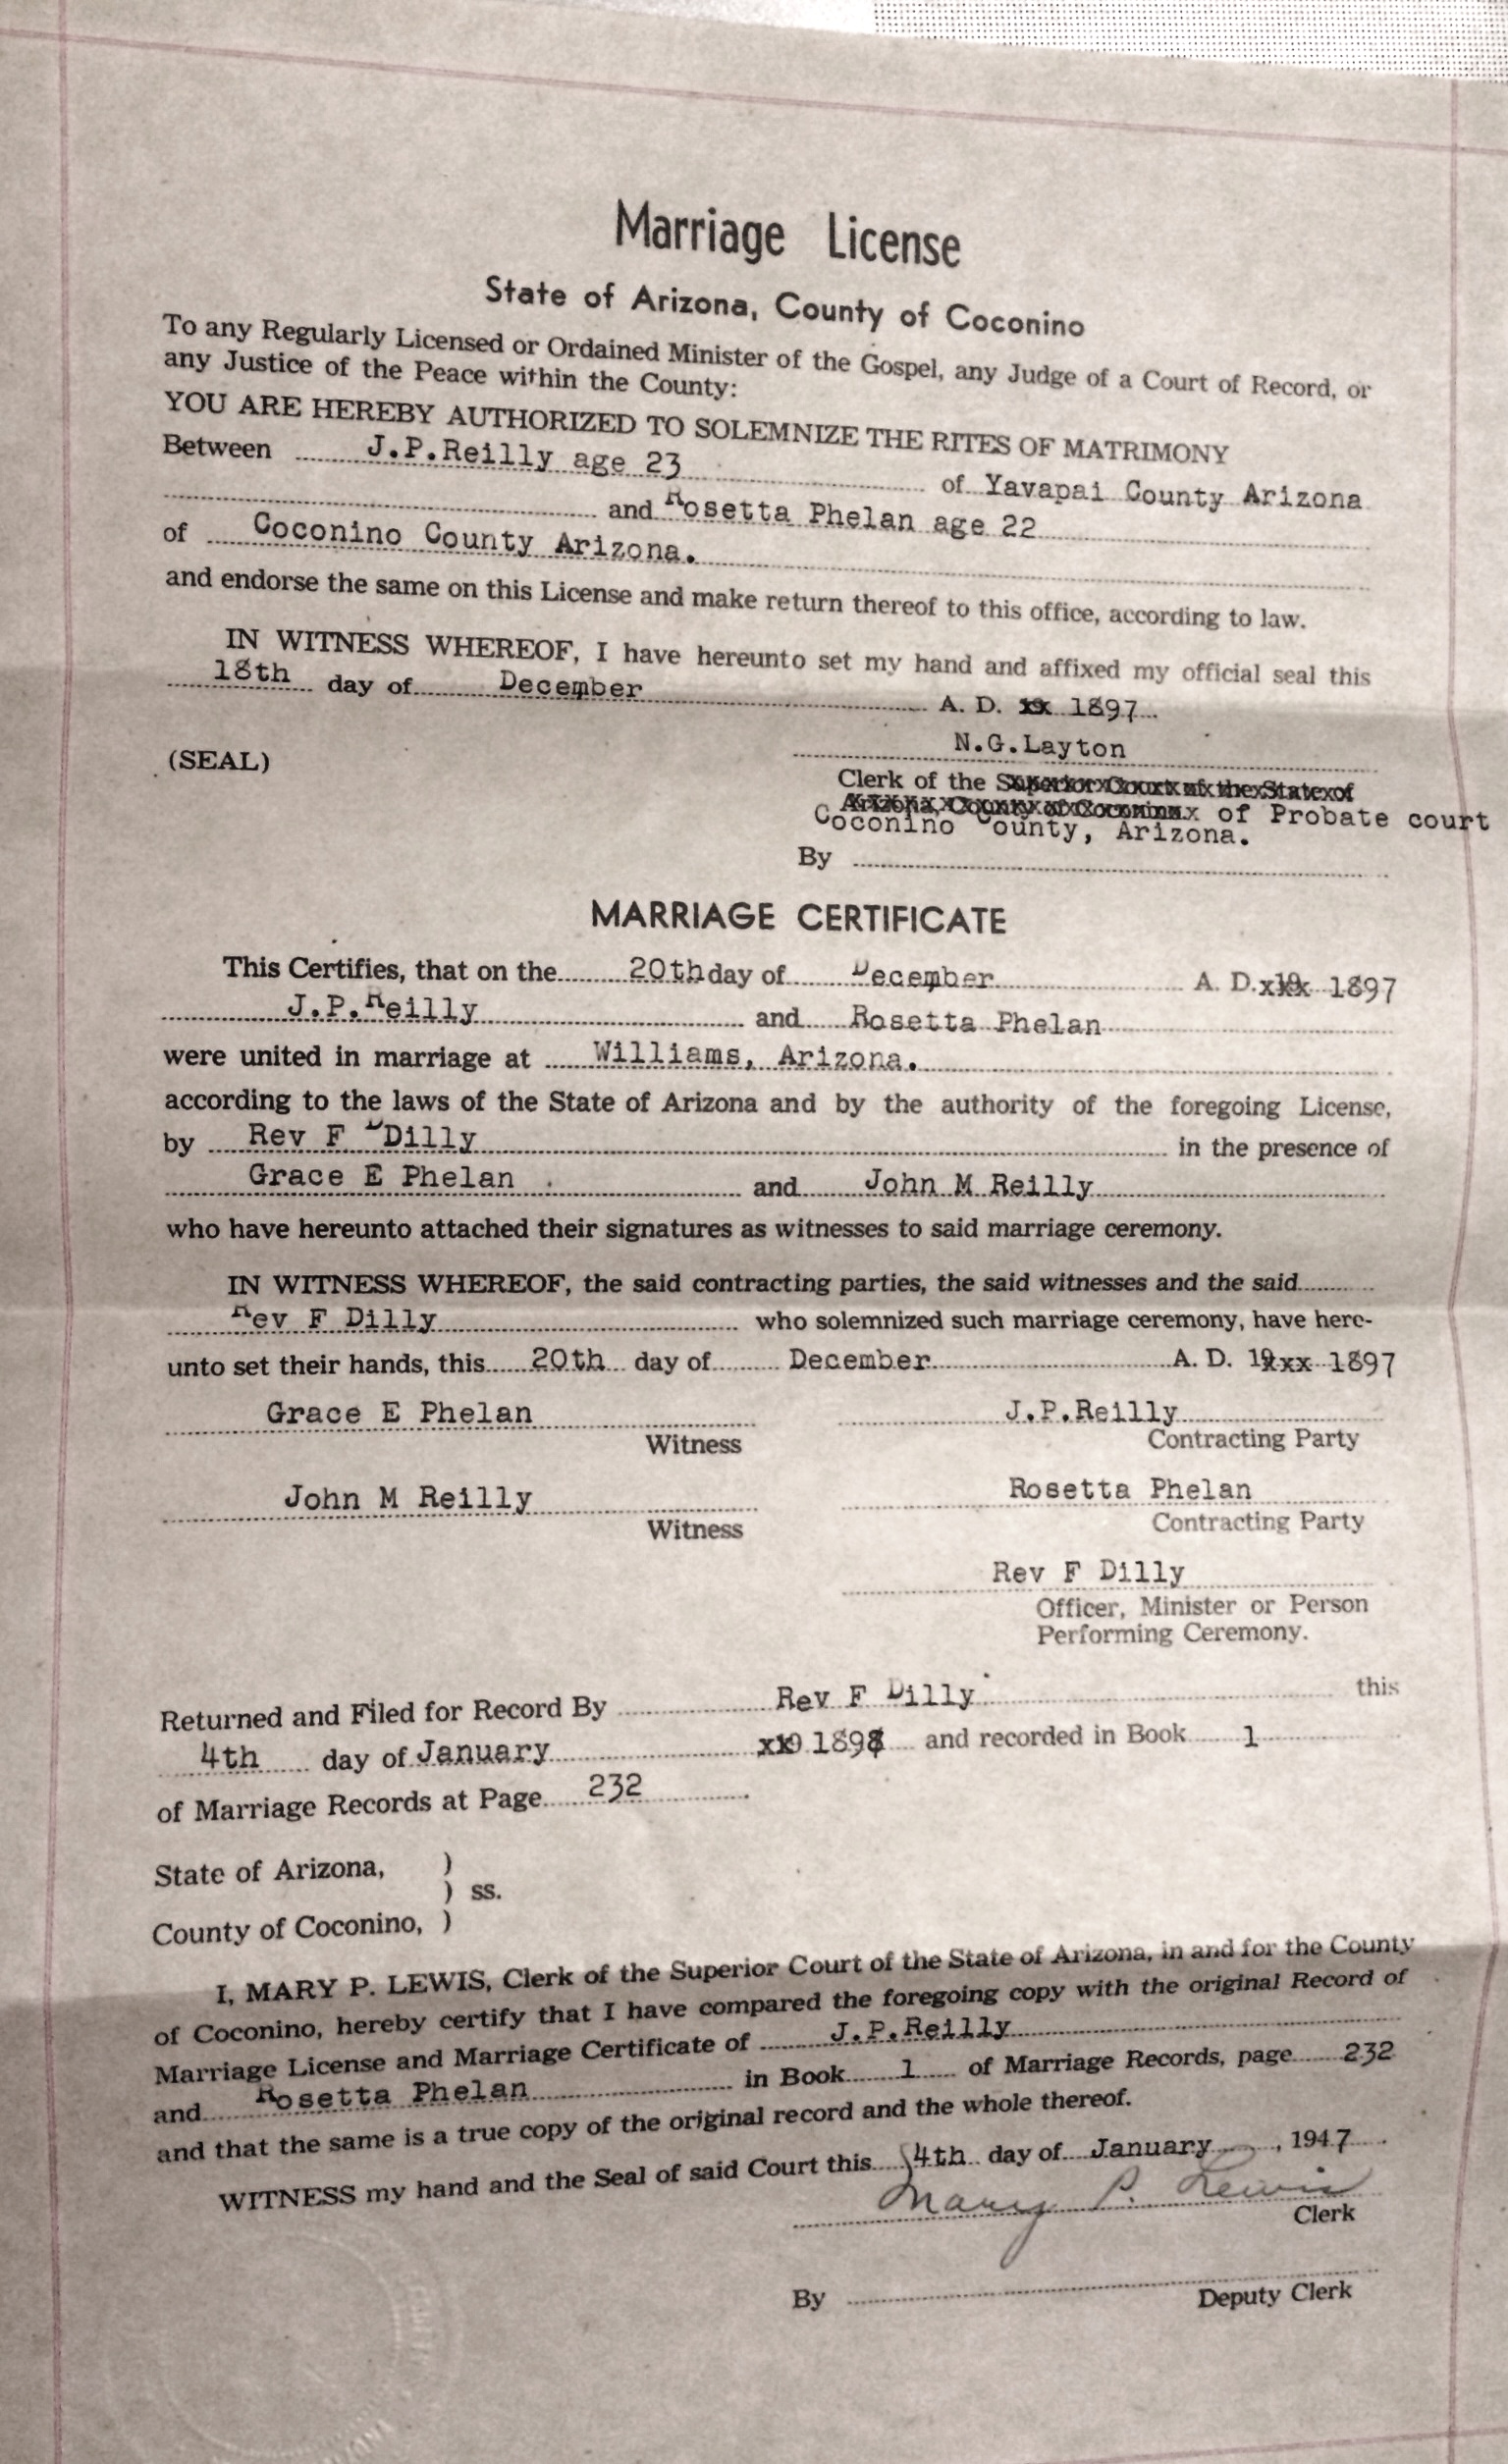 Marriage License
State of Arizona, County of Coconino
To any Regularly Licensed or Ordained Minister of the Gospel, any Judge of a Court of Record, or
any Justice of the Peace within the County:
YOU ARE HEREBY AUTHORIZED TO SOLEMNIZE THE RITES OF MATRIMONY
Between J.P.Reilly age 23 of Yavapai County Arizona
and Rosetta Phelan age 22
of Coconino County Arizona.
and endorse the same on this License and make return thereof to this office, according to law.
IN WITNESS WHEREOF, I have hereunto set my hand and affixed my official seal this
18th day of December A. D. xx 1897
N.G.Layton
(SEAL)
Clerk of the Superior Court of the State of
Arizona, County of Coconino x of Probate court
Coconino County, Arizona.
By
MARRIAGE CERTIFICATE
This Certifies, that on the 20th day of December A. D. x19x 1897
J.P.Reilly and Rosetta Phelan
were united in marriage at Williams, Arizona.
according to the laws of the State of Arizona and by the authority of the foregoing License,
by Rev F Dilly in the presence of
Grace E Phelan and John M Reilly
who have hereunto attached their signatures as witnesses to said marriage ceremony.
IN WITNESS WHEREOF, the said contracting parties, the said witnesses and the said
Rev F Dilly who solemnized such marriage ceremony, have here-
unto set their hands, this 20th day of December A. D. 19xx 1897
Grace E Phelan J.P.Reilly
Witness Contracting Party
John M Reilly Rosetta Phelan
Witness Contracting Party
Rev F Dilly
Officer, Minister or Person
Performing Ceremony.
Returned and Filed for Record By Rev F Dilly this
4th day of January x19 1898 and recorded in Book 1
of Marriage Records at Page 232
State of Arizona, )
) ss.
County of Coconino, )
I, MARY P. LEWIS, Clerk of the Superior Court of the State of Arizona, in and for the County
of Coconino, hereby certify that I have compared the foregoing copy with the original Record of
Marriage License and Marriage Certificate of J.P.Reilly
and Rosetta Phelan in Book 1 of Marriage Records, page 232
and that the same is a true copy of the original record and the whole thereof.
WITNESS my hand and the Seal of said Court this 14th day of January, 1947
Mary P. Lewis
Clerk
By
Deputy Clerk